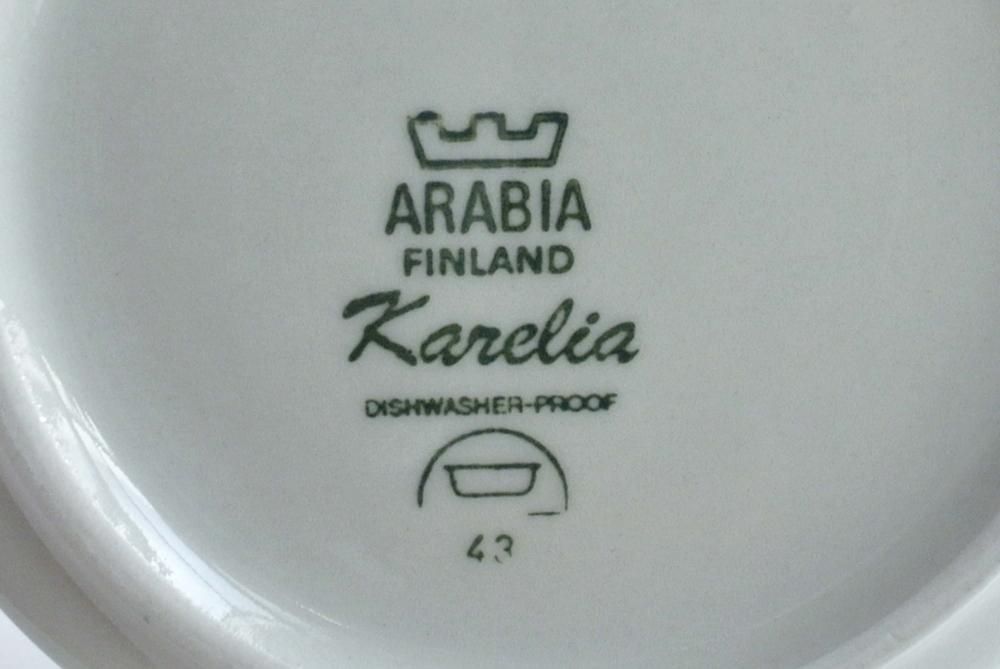 ARABIA
FINLAND
Karelia
DISHWASHER-PROOF
43